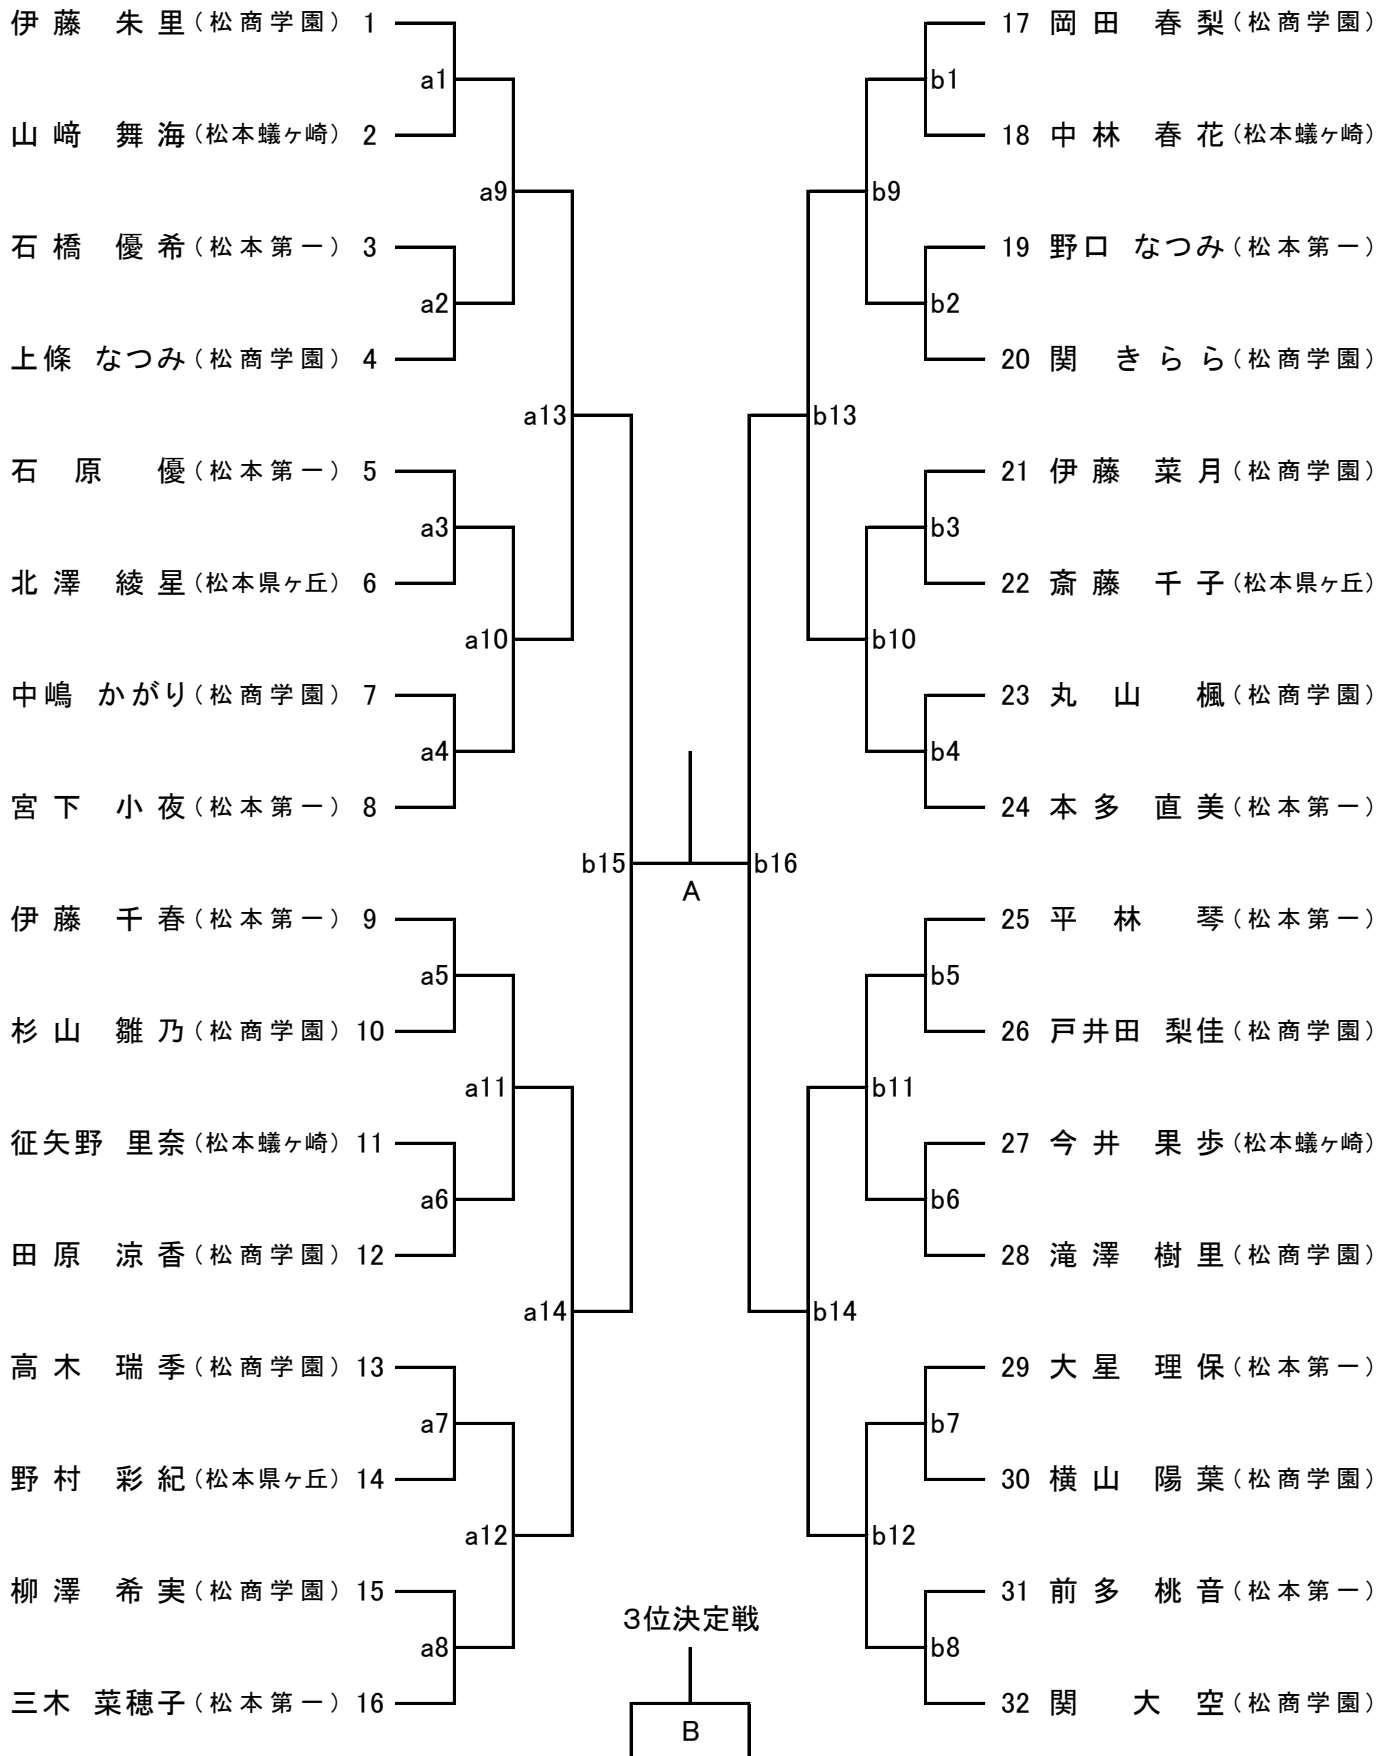 伊藤 朱里（松商学園） 1
a1
山﨑 舞海（松本蟻ヶ崎） 2
a9
石橋 優希（松本第一） 3
a2
上條 なつみ（松商学園） 4
a13
石原 優（松本第一） 5
a3
北澤 綾星（松本県ヶ丘） 6
a10
中嶋 かがり（松商学園） 7
a4
宮下 小夜（松本第一） 8
b15
伊藤 千春（松本第一） 9
a5
杉山 雛乃（松商学園） 10
a11
征矢野 里奈（松本蟻ヶ崎） 11
a6
田原 涼香（松商学園） 12
a14
高木 瑞季（松商学園） 13
a7
野村 彩紀（松本県ヶ丘） 14
a12
柳澤 希実（松商学園） 15
a8
三木 菜穂子（松本第一） 16
A
3位決定戦
B
17 岡田 春梨（松商学園）
b1
18 中林 春花（松本蟻ヶ崎）
b9
19 野口 なつみ（松本第一）
b2
20 関 きらら（松商学園）
b13
21 伊藤 菜月（松商学園）
b3
22 斎藤 千子（松本県ヶ丘）
b10
23 丸山 楓（松商学園）
b4
24 本多 直美（松本第一）
b16
25 平林 琴（松本第一）
b5
26 戸井田 梨佳（松商学園）
b11
27 今井 果歩（松本蟻ヶ崎）
b6
28 滝澤 樹里（松商学園）
b14
29 大星 理保（松本第一）
b7
30 横山 陽葉（松商学園）
b12
31 前多 桃音（松本第一）
b8
32 関 大空（松商学園）